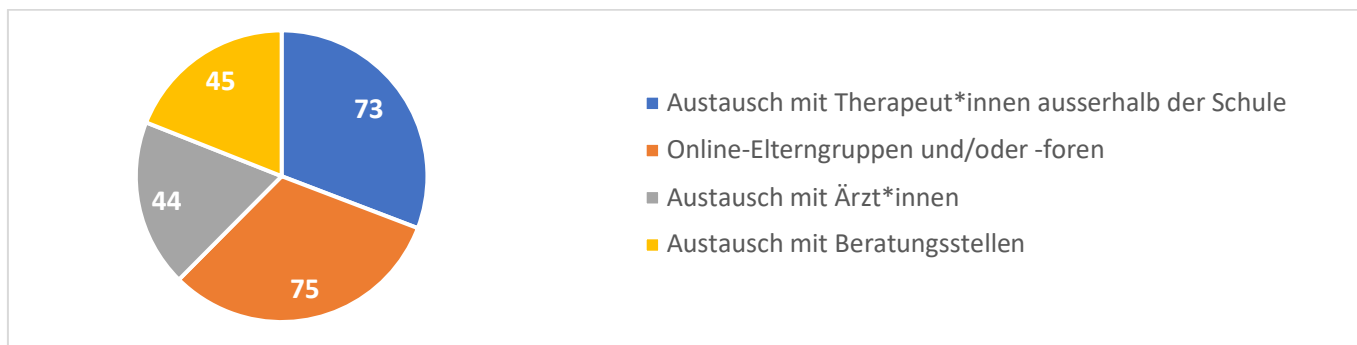 45
73
44
75
Austausch mit Therapeut*innen ausserhalb der Schule
Online-Elterngruppen und/oder -foren
Austausch mit Ärzt*innen
Austausch mit Beratungsstellen